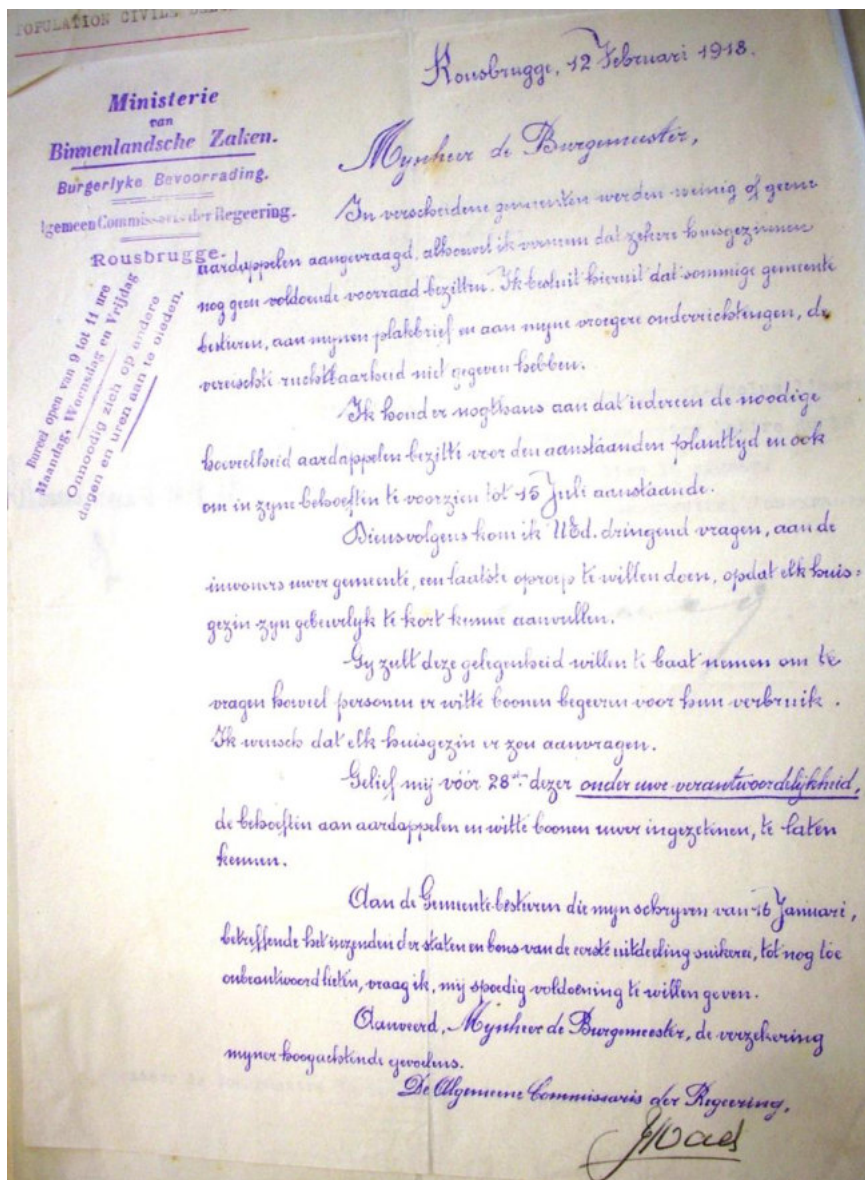 POPULATION CIVILE
Rousbrugge, 12 Februari 1918.
Ministerie
van
Binnenlandsche Zaken.
Burgerlyke Bevoorrading.
lgemeen Commissaris der Regeering.
Rousbrugge.
Bureel open van 9 tot 11 ure
Maandag, Woensdag en Vrijdag
Onnoodig zich op andere
dagen en uren aan te bieden.
Mynheer de Burgemeester,
In verscheidene gemeenten werden weinig of geene
aardappelen aangevraagd, alhoewel ik verneem dat zekere huisgezinnen
nog geen voldoende voorraad bezitten. Ik besluit hieruit dat sommige gemeente
besturen, aan mynen plakbrief en aan myne vroegere onderrichtingen, de
vereischte ruchtbaarheid niet gegeven hebben.
Ik houd er nogthans aan dat iedereen de noodige
hoeveelheid aardappelen bezitte voor den aanstaanden planttyd en ook
om in zyne behoeften te voorzien tot 15 Juli aanstaande.
Diensvolgens kom ik UEd. dringend vragen, aan de
inwoners uwer gemeente, een laatste oproep te willen doen, opdat elk huis=
gezin zyn gebeurlyk te kort kunne aanvullen.
Gy zult deze gelegenheid willen te baat nemen om te
vragen hoeveel personen er witte boonen begeeren voor hun verbruik.
Ik wensch dat elk huisgezin er zou aanvragen.
Gelief mij vóór 28sten dezer onder uwe verantwoordelijkheid,
de behoeften aan aardappelen en witte boonen uwer ingezetenen, te laten
kennen.
Aan de Gemeentebesturen die myn schryven van 16 Januari,
betreffende het inzenden der staten en bons van de eerste uitdeeling suikerei, tot nog toe
onbeantwoord lieten, vraag ik, mij spoedig voldoening te willen geven.
Aanveerd, Mynheer de Burgemeester, de verzekering
myner hoogachtende gevoelens.
De Algemeene Commissaris der Regeering,